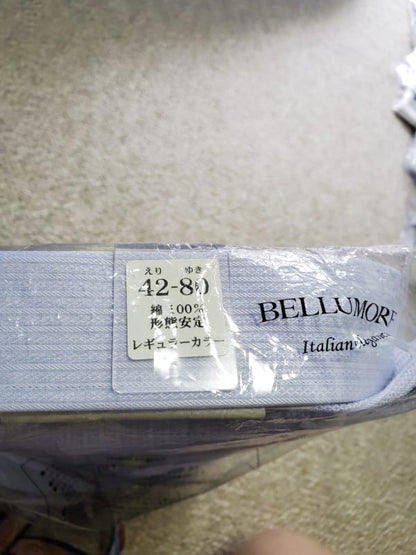 えり ゆき
42-80
綿100%
形態安定
レギュラーカラー
BELLUMORE
Italian